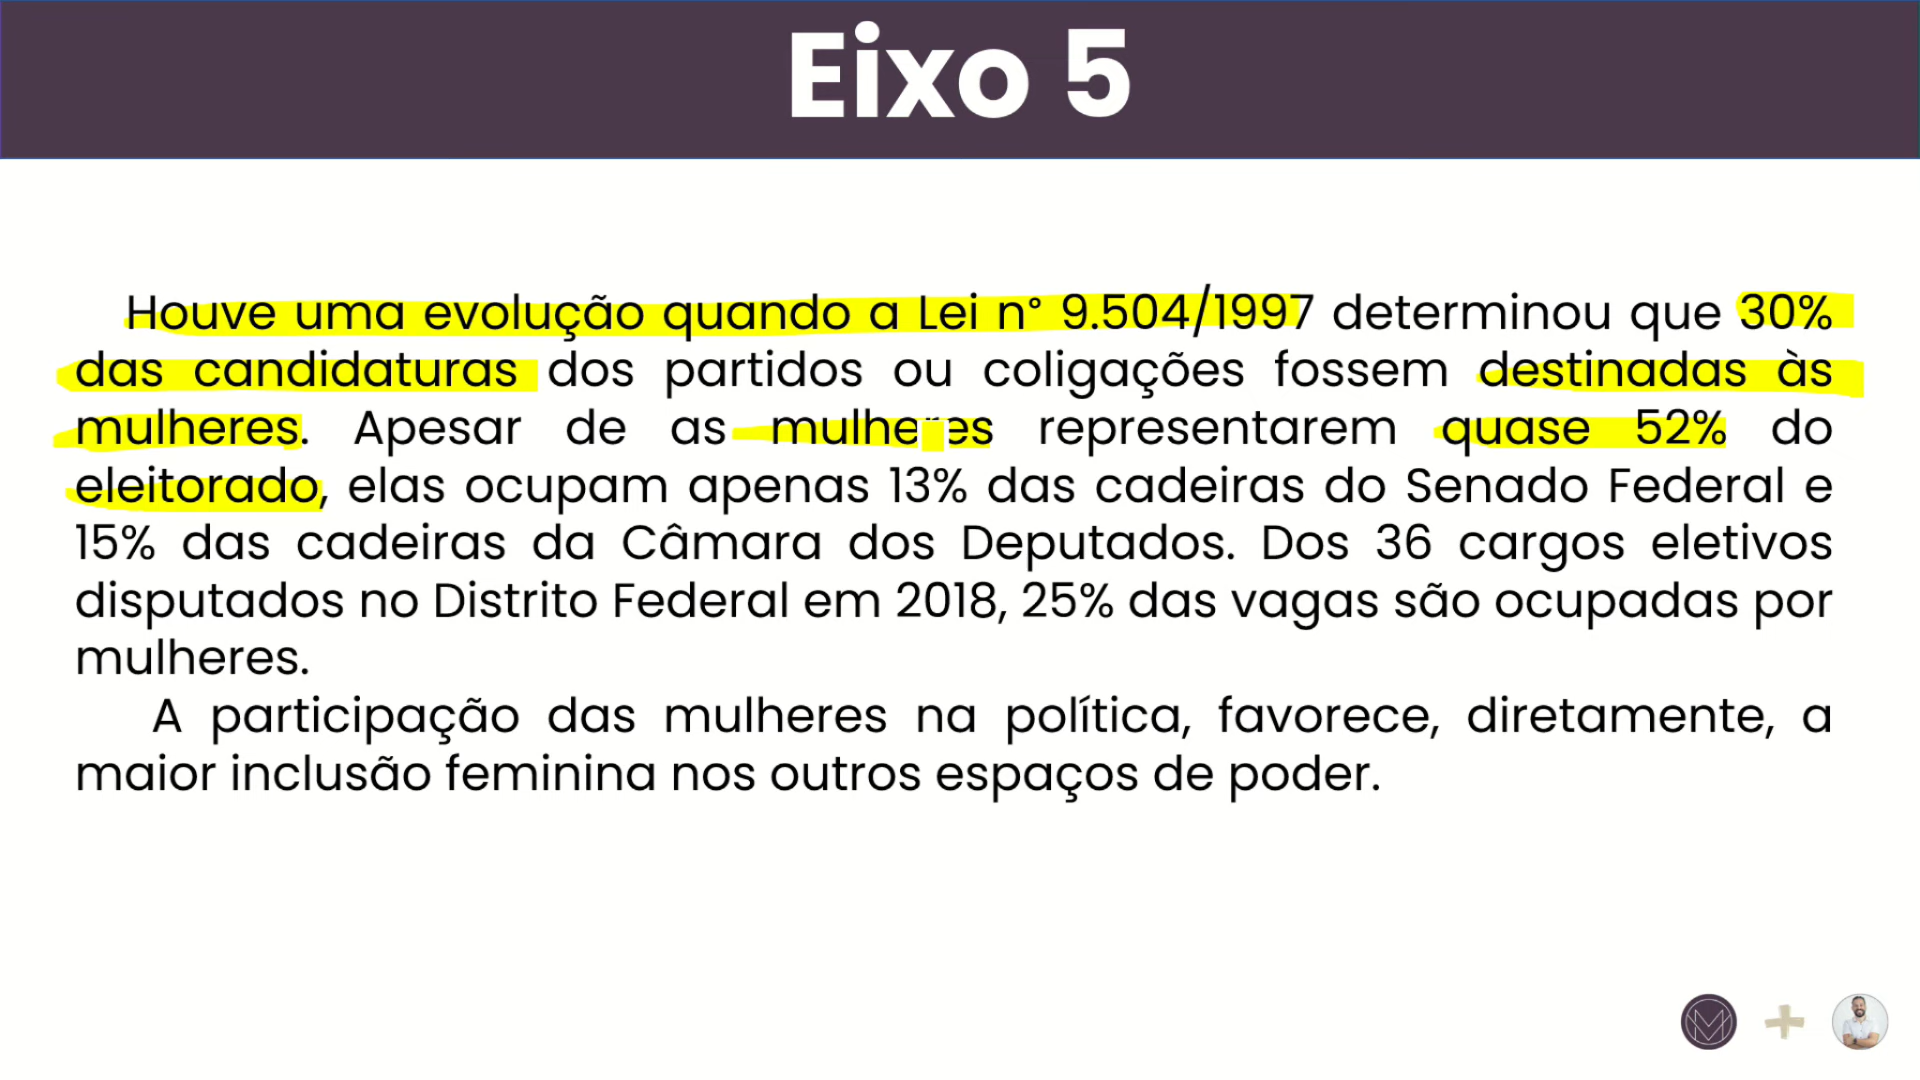 Eixo 5
Houve uma evolução quando a Lei n° 9.504/1997 determinou que 30%
das candidaturas dos partidos ou coligações fossem destinadas às
mulheres. Apesar de as mulheres representarem quase 52% do
eleitorado, elas ocupam apenas 13% das cadeiras do Senado Federal e
15% das cadeiras da Câmara dos Deputados. Dos 36 cargos eletivos
disputados no Distrito Federal em 2018, 25% das vagas são ocupadas por
mulheres.
A participação das mulheres na política, favorece, diretamente, a
maior inclusão feminina nos outros espaços de poder.